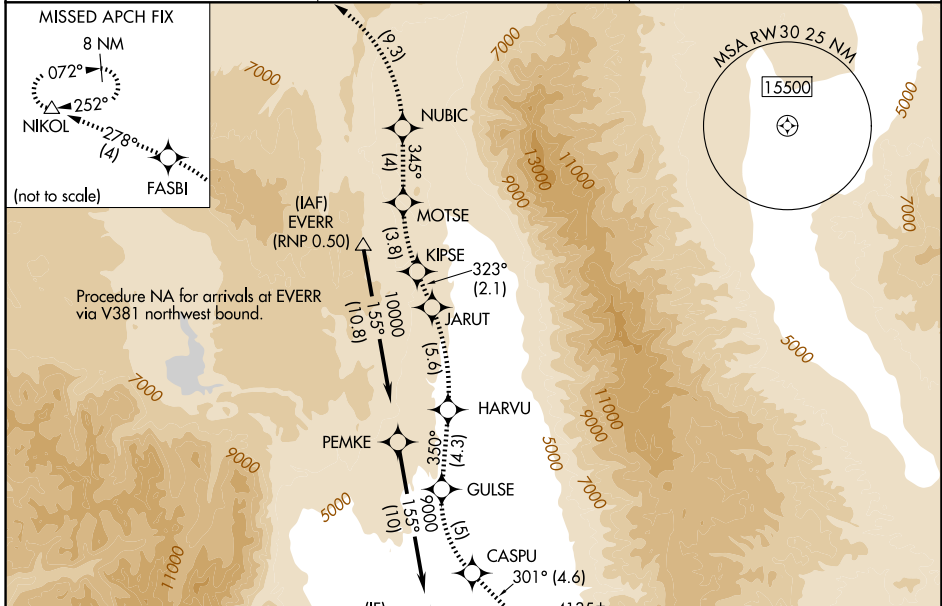 MISSED APCH FIX
8 NM
072°
252°
NIKOL
278°
(4)
FASBI
(not to scale)
7000
(9.3)
7000
NUBIC
345°
(4)
MOTSE
(IAF)
EVERR
(RNP 0.50)
(3.8)
KIPSE
323°
(2.1)
JARUT
Procedure NA for arrivals at EVERR
via V381 northwest bound.
10000
155°
(10.8)
(5.6)
HARVU
PEMKE
350°
(4.3)
GULSE
9000
155°
(10)
(5)
CASPU
301° (4.6)
(IF)
MSA RW30 25 NM
15500
5000
7000
13000
11000
9000
5000
11000
9000
5000
7000
7000
9000
5000
11000